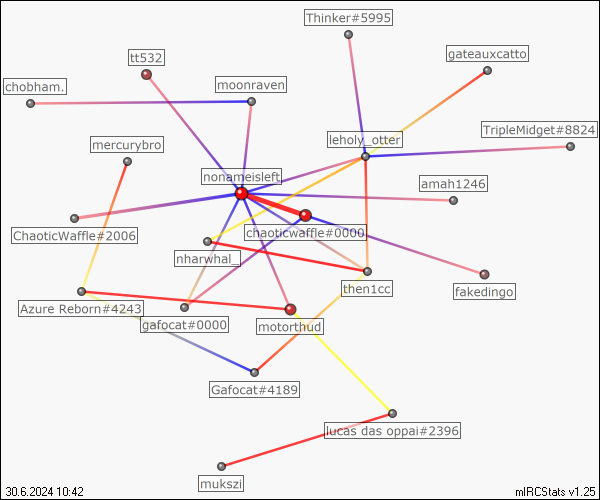 Thinker#5995
tt532
gateauxcatto
chobham.
moonraven
TripleMidget#8824
leholy_otter
mercurybro
nonameisleft
amah1246
ChaoticWaffle#2006
chaoticwaffle#0000
nharwhal_
then1cc
fakedingo
Azure Reborn#4243
gafocat#0000
motorthud
Gafocat#4189
lucas das oppai#2396
mukszi
30.6.2024 10:42
mIRCStats v1.25